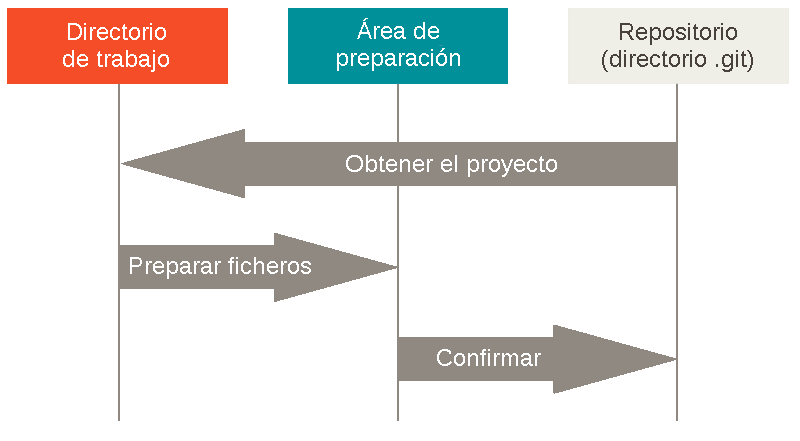 Directorio
de trabajo
Área de
preparación
Repositorio
(directorio .git)
Obtener el proyecto
Preparar ficheros
Confirmar